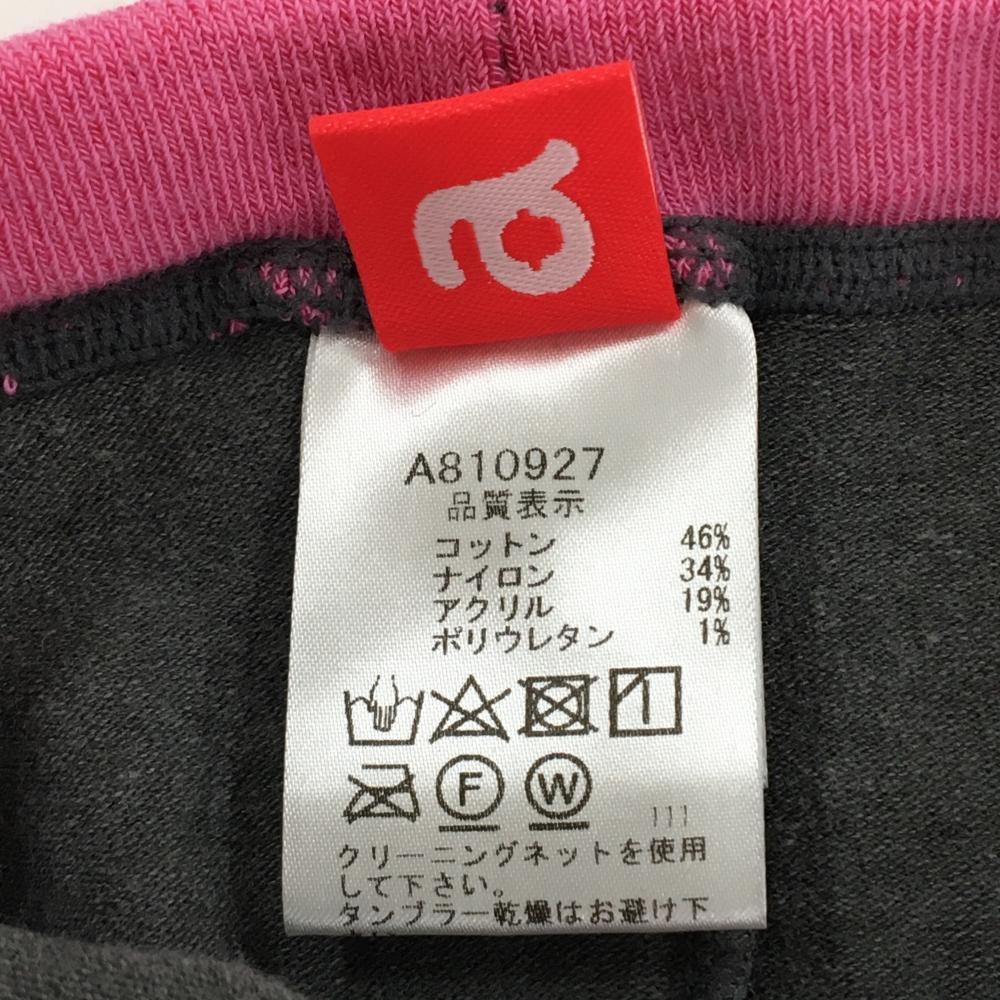 A810927
品質表示
コットン 46%
ナイロン 34%
アクリル 19%
ポリウレタン 1%
F W
111
クリーニングネットを使用
して下さい。
タンブラー乾燥はお避け下